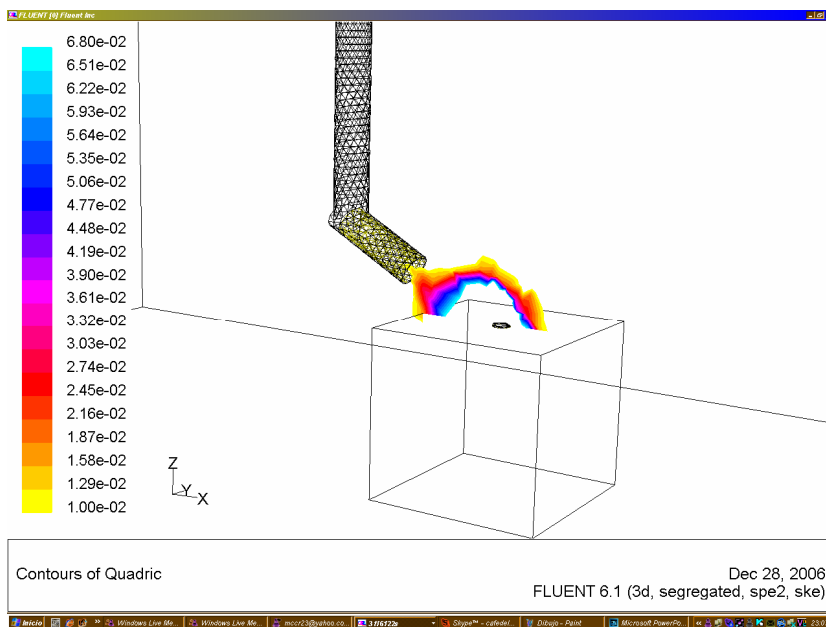 FLUENT [0] Fluent Inc
6.80e-02
6.51e-02
6.22e-02
5.93e-02
5.64e-02
5.35e-02
5.06e-02
4.77e-02
4.48e-02
4.19e-02
3.90e-02
3.61e-02
3.32e-02
3.03e-02
2.74e-02
2.45e-02
2.16e-02
1.87e-02
1.58e-02
1.29e-02
1.00e-02
Z
Y
X
Contours of Quadric
Dec 28, 2006
FLUENT 6.1 (3d, segregated, spe2, ske)
Inicio
Windows Live Me...
Windows Live Me...
mccr23@yahoo.co...
Skype™ - cafedel...
Dibujo - Paint
Microsoft PowerPo...